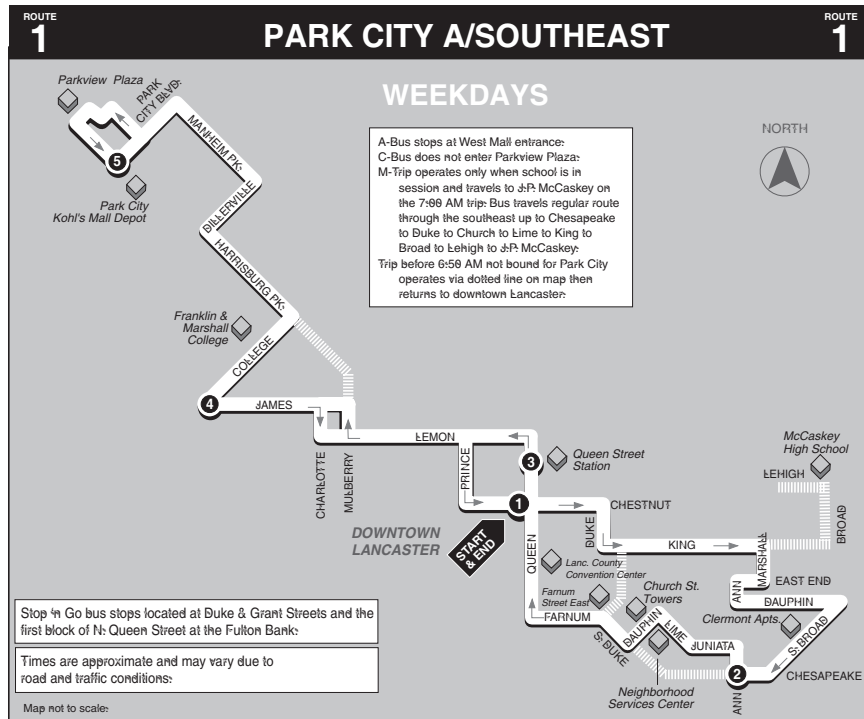 ROUTE
1
PARK CITY A/SOUTHEAST
ROUTE
1
WEEKDAYS
Parkview Plaza
PARK
CITY BLVD.
MANHEIM PK.
A-Bus stops at West Mall entrance.
C-Bus does not enter Parkview Plaza.
M-Trip operates only when school is in
session and travels to J.P. McCaskey on
the 7:00 AM trip. Bus travels regular route
through the southeast up to Chesapeake
to Duke to Church to Lime to King to
Broad to Lehigh to J.P. McCaskey.
Trip before 6:50 AM not bound for Park City
operates via dotted line on map then
returns to downtown Lancaster.
NORTH
5
Park City
Kohl's Mall Depot
DILLERVILLE
HARRISBURG PK.
Franklin &
Marshall
College
COLLEGE
4
JAMES
LEMON
CHARLOTTE
MULBERRY
PRINCE
3
Queen Street
Station
McCaskey
High School
LEHIGH
BROAD
1
CHESTNUT
DUKE
KING
MARSHALL
DOWNTOWN
LANCASTER
START
& END
QUEEN
Lanc. County
Convention Center
Farnum
Street East
Church St.
Towers
ANN
EAST END
DAUPHIN
Clermont Apts.
FARNUM
S. DUKE
DAUPHIN
LIME
JUNIATA
S. BROAD
2
CHESAPEAKE
ANN
Neighborhood
Services Center
Stop 'n Go bus stops located at Duke & Grant Streets and the
first block of N. Queen Street at the Fulton Bank.
Times are approximate and may vary due to
road and traffic conditions.
Map not to scale.